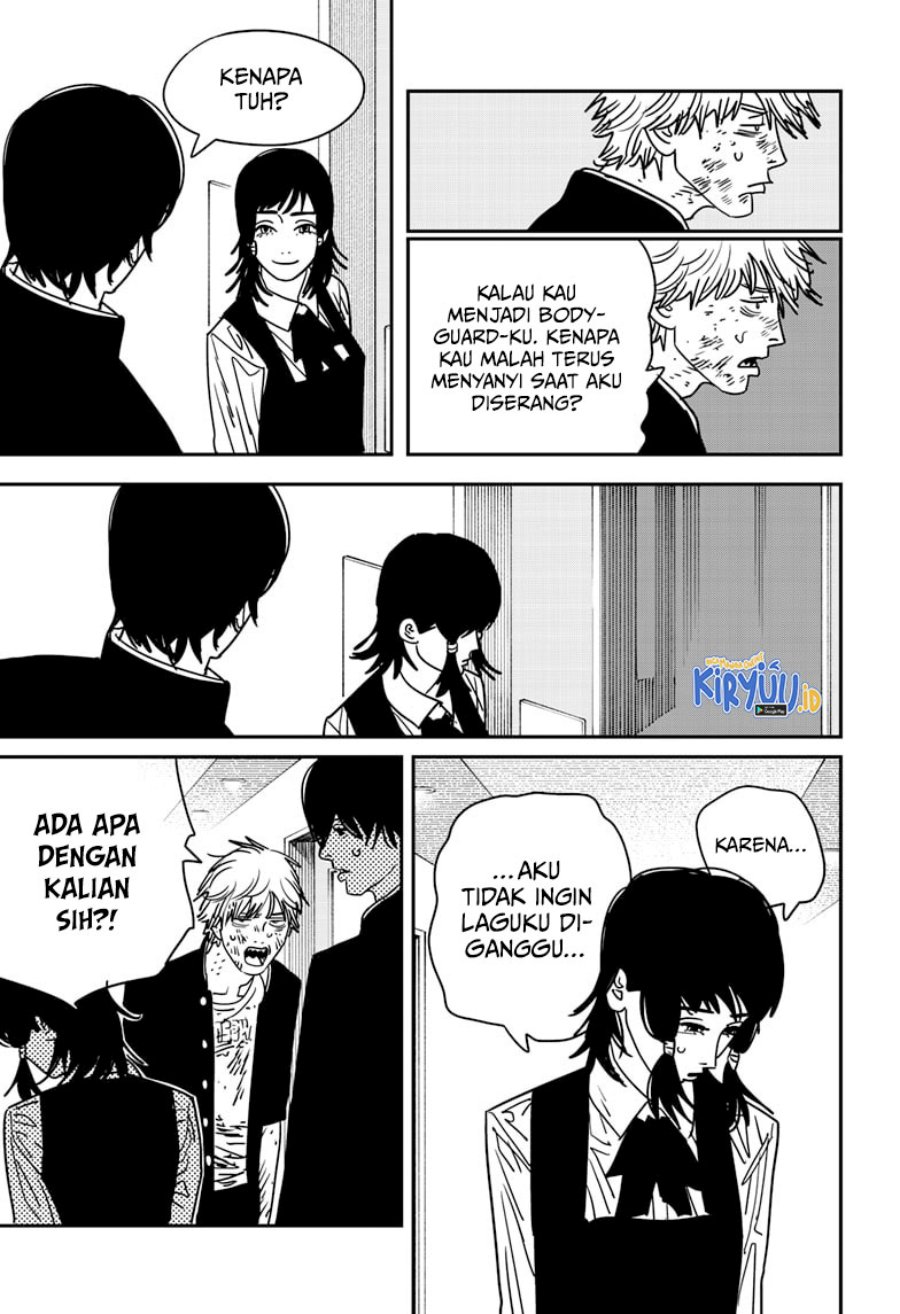 KALAU KAU
MENJADI BODY-
GUARD-KU. KENAPA
KAU MALAH TERUS
MENYANYI SAAT AKU
DISERANG?
KENAPA
TUH?
KIRYUU.id
KARENA...
...AKU
TIDAK INGIN
LAGUKU DI-
GANGGU...
ADA APA
DENGAN
KALIAN
SIH?!